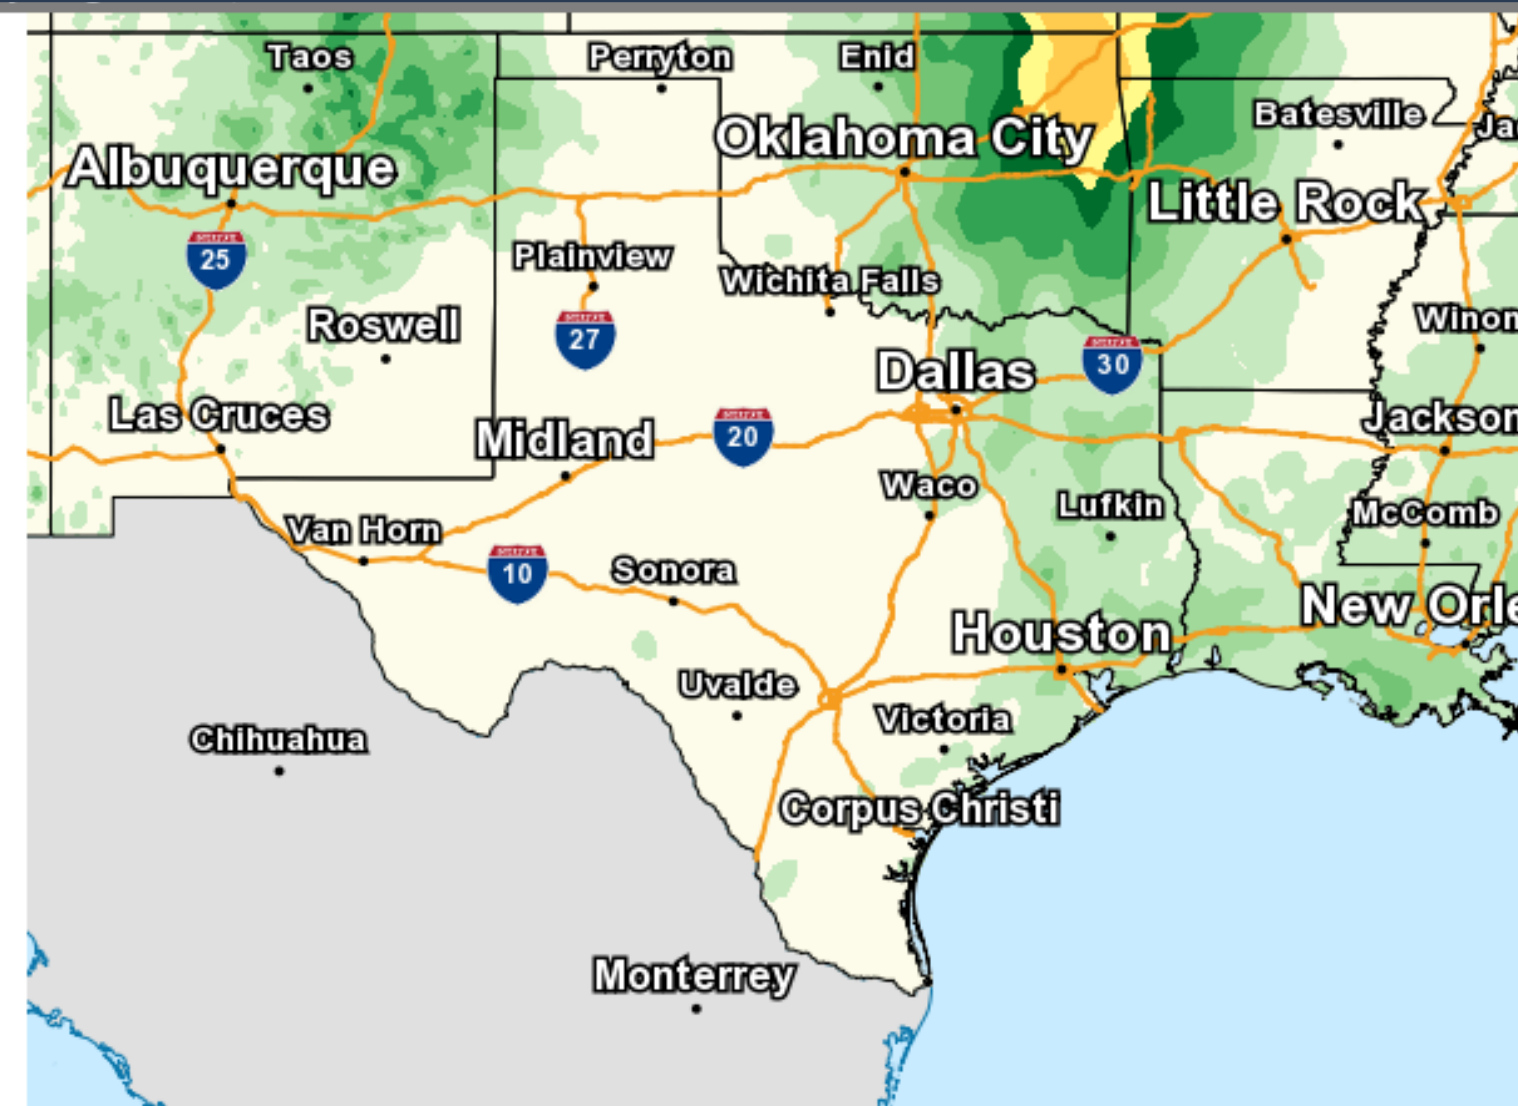 Taos
Perryton
Enid
Batesville
Oklahoma City
Albuquerque
Little Rock
25
Plainview
Wichita Falls
Roswell
27
30
Dallas
Las Cruces
Midland
20
Jackson
Waco
Lufkin
McComb
Van Horn
10
Sonora
New Orle
Houston
Uvalde
Victoria
Chihuahua
Corpus Christi
Monterrey